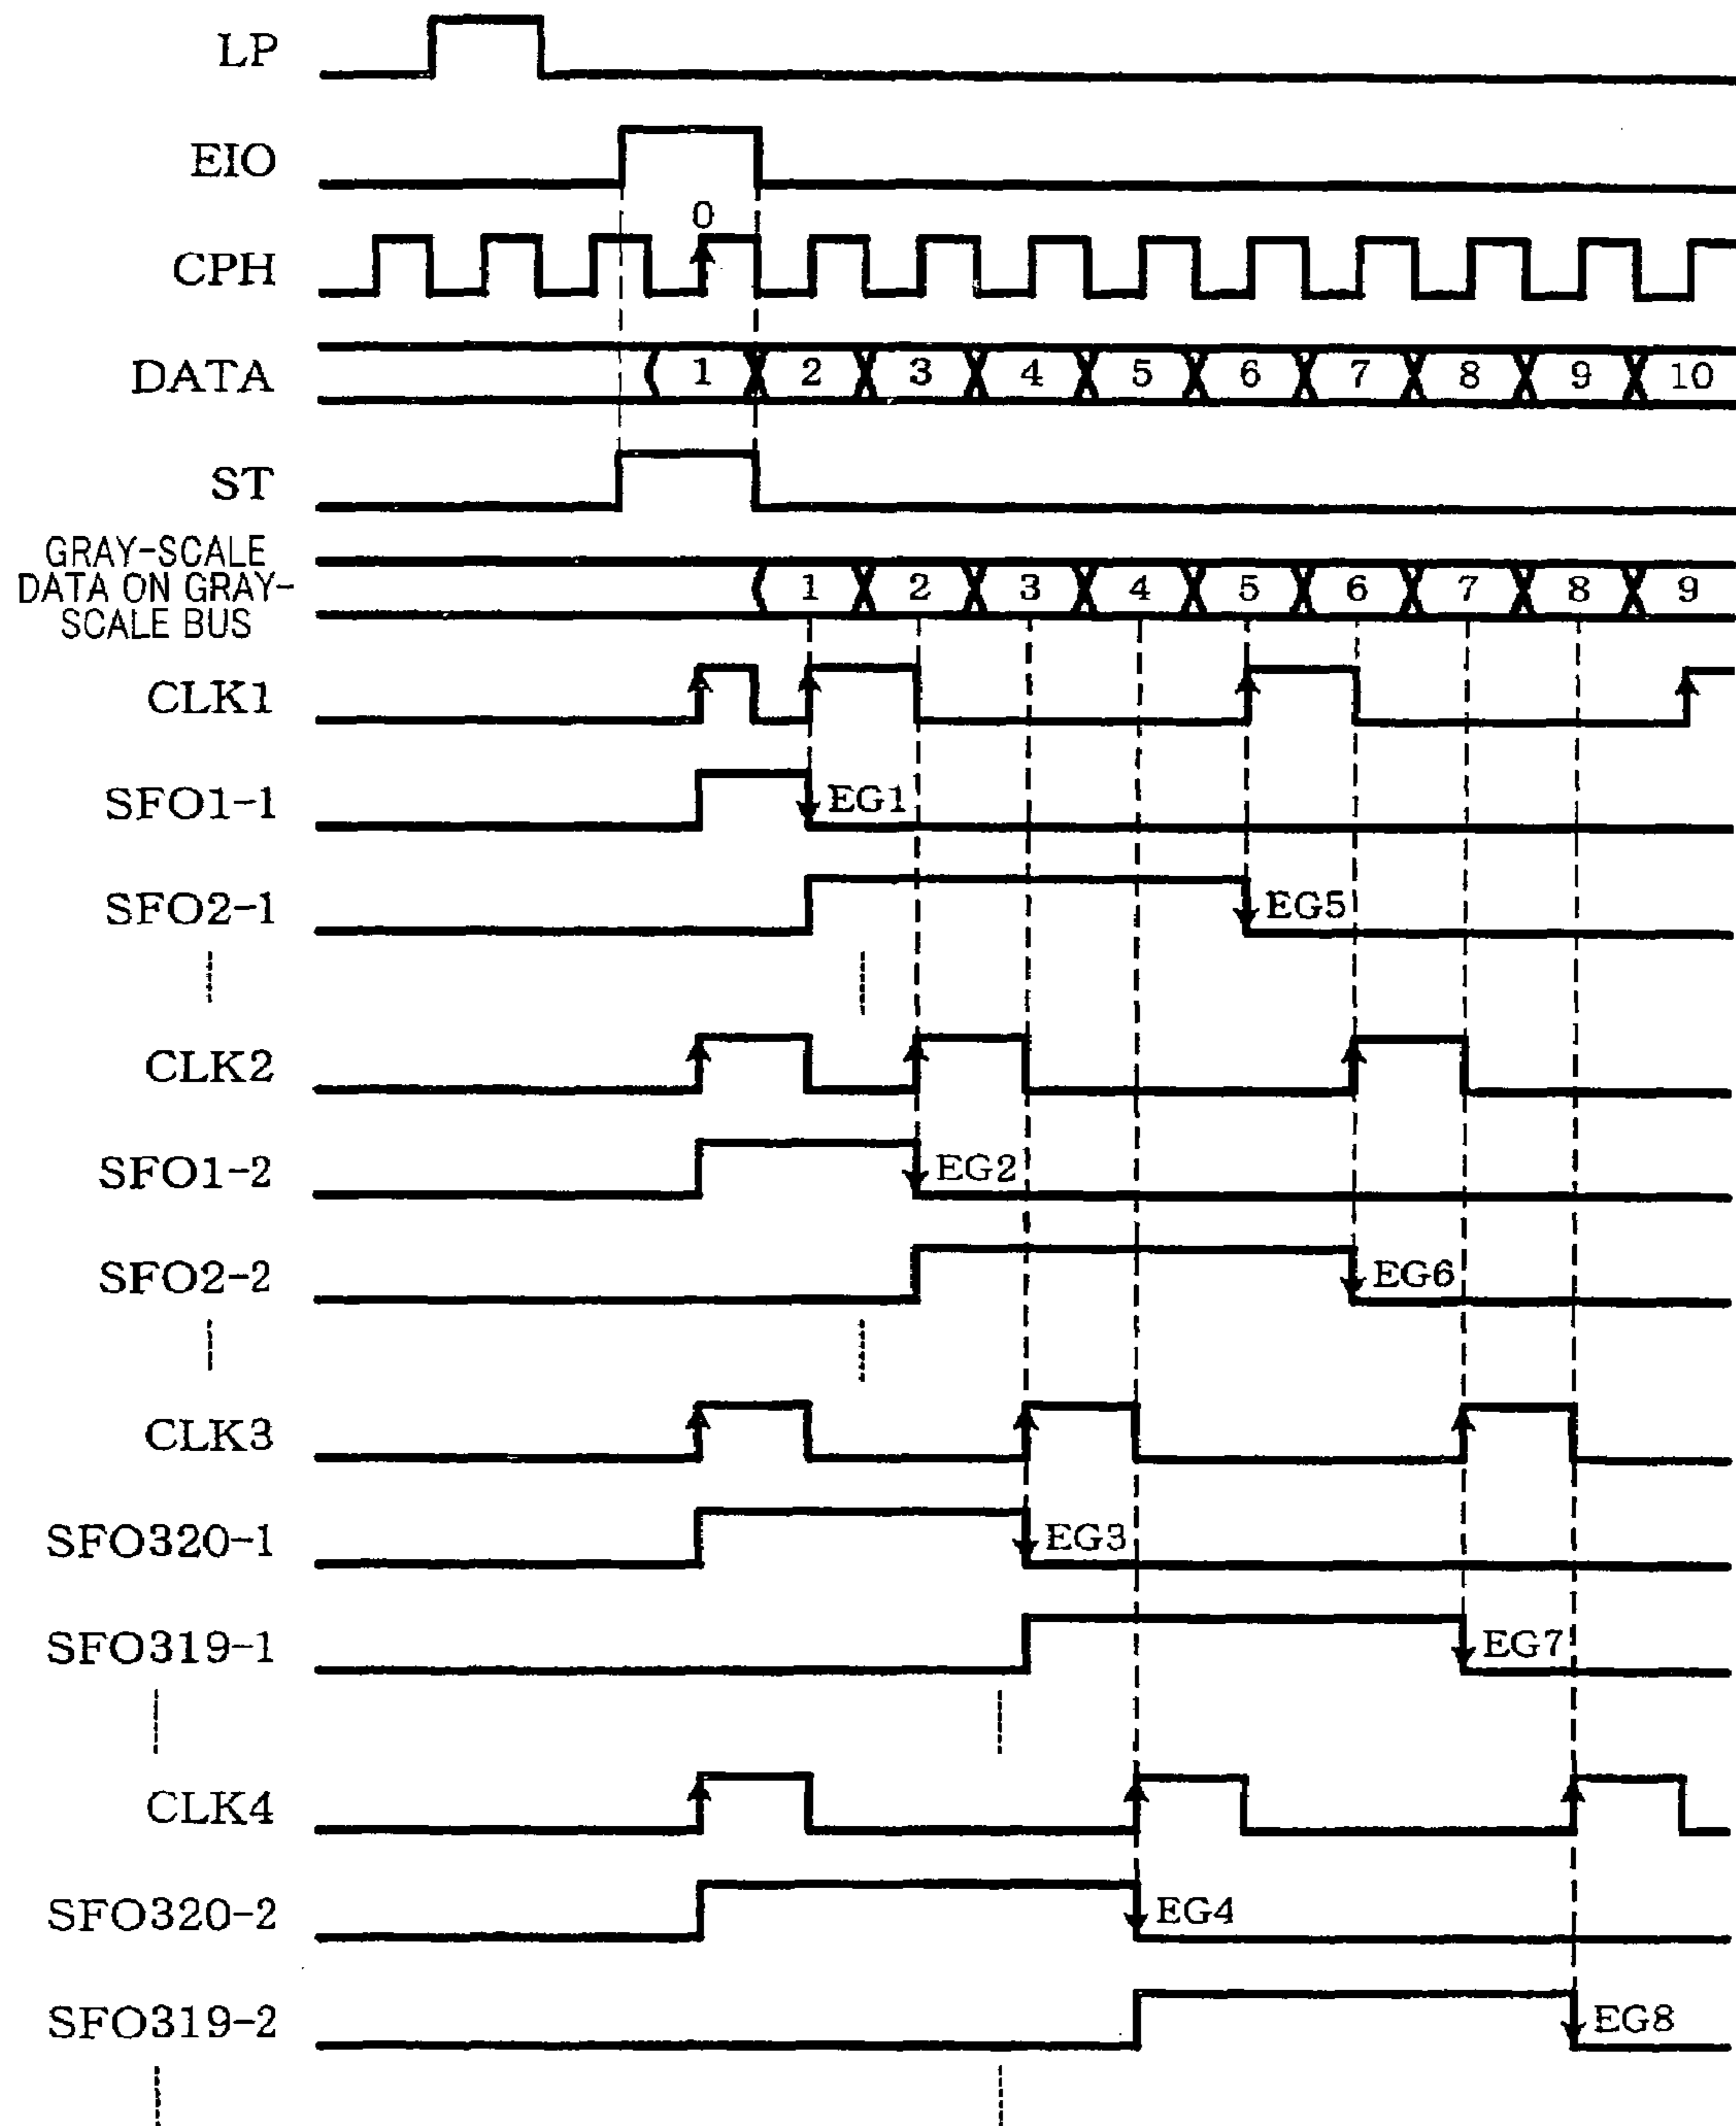 LP
EIO
0
CPH
DATA 1 2 3 4 5 6 7 8 9 10
ST
GRAY-SCALE
DATA ON GRAY-
SCALE BUS
1 2 3 4 5 6 7 8 9
CLK1
SFO1-1 EG1
SFO2-1 EG5
CLK2
SFO1-2 EG2
SFO2-2 EG6
CLK3
SFO320-1 EG3
SFO319-1 EG7
CLK4
SFO320-2 EG4
SFO319-2 EG8